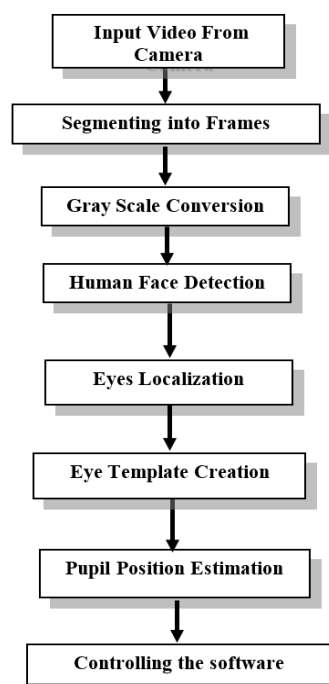 Input Video From
Camera
Segmenting into Frames
Gray Scale Conversion
Human Face Detection
Eyes Localization
Eye Template Creation
Pupil Position Estimation
Controlling the software